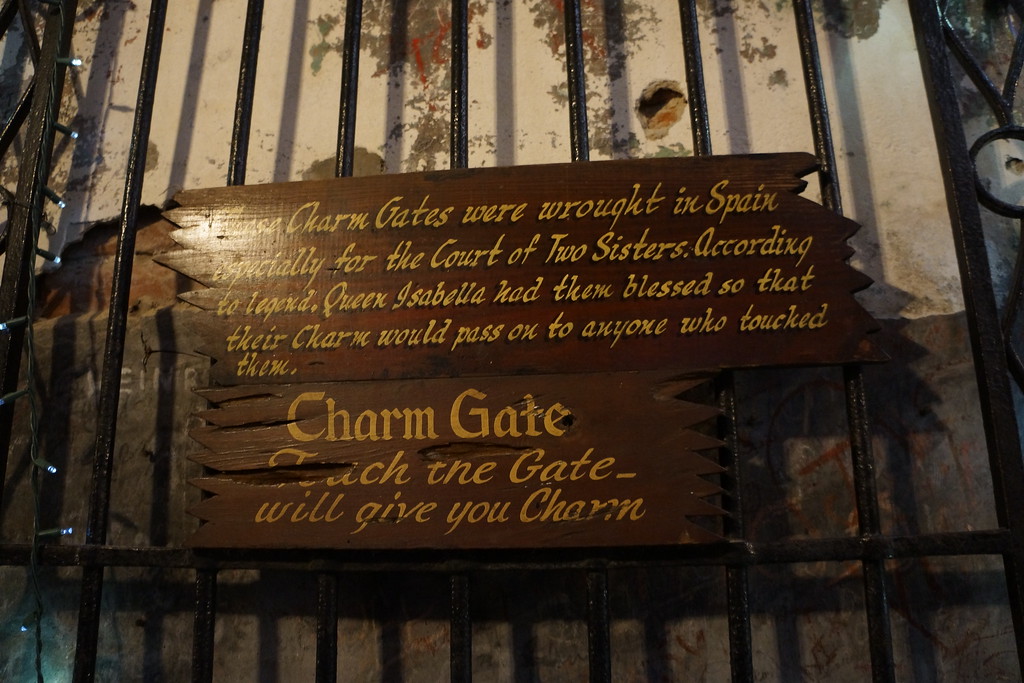 These Charm Gates were wrought in Spain
especially for the Court of Two Sisters. According
to legend, Queen Isabella had them blessed so that
their Charm would pass on to anyone who touched
them.
Charm Gate
Touch the Gate -
will give you Charm